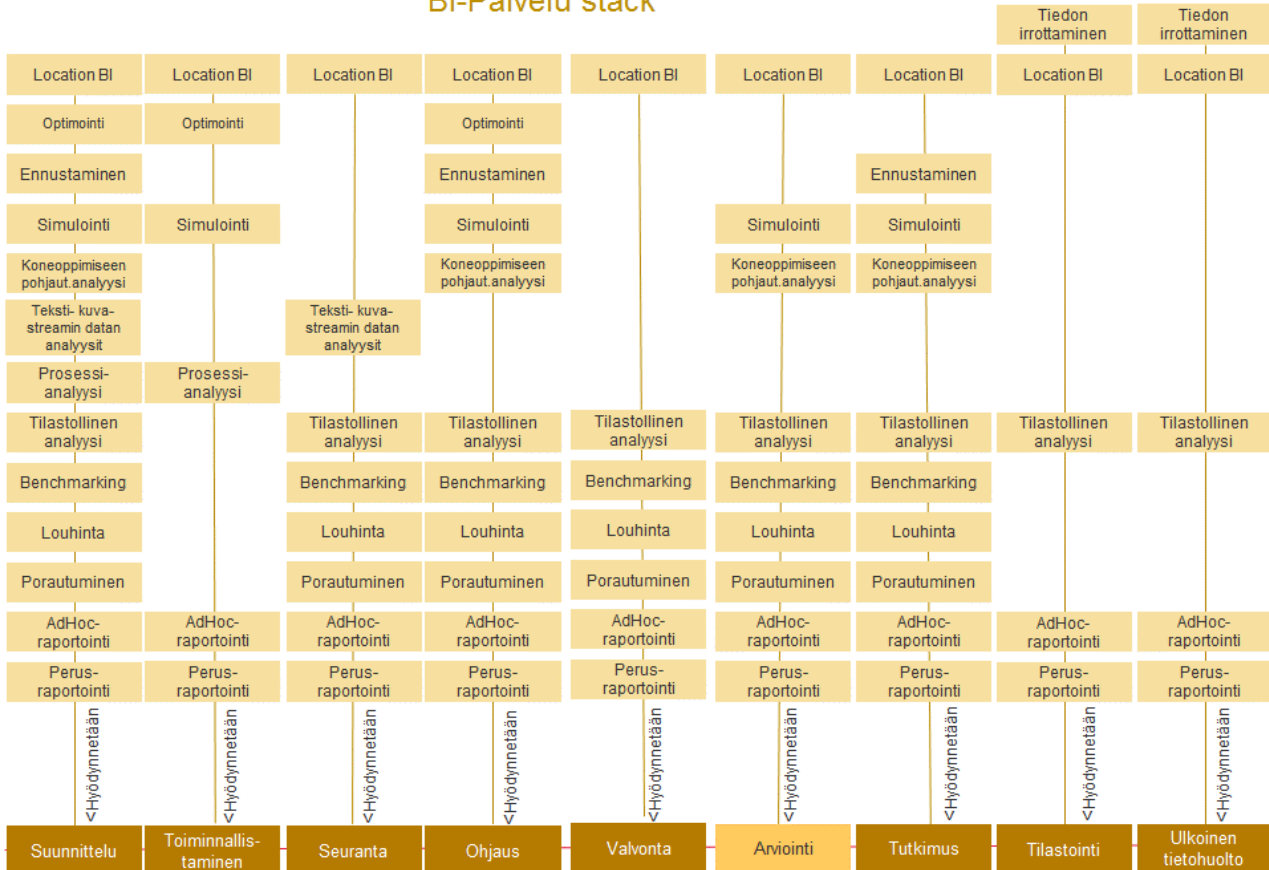 BI-Palvelu stack
Tiedon
irrottaminen
Tiedon
irrottaminen
Location BI
Location BI
Location BI
Location BI
Location BI
Location BI
Location BI
Location BI
Location BI
Optimointi
Optimointi
Optimointi
Ennustaminen
Ennustaminen
Ennustaminen
Simulointi
Simulointi
Simulointi
Simulointi
Simulointi
Koneoppimiseen
pohjaut.analyysi
Koneoppimiseen
pohjaut.analyysi
Koneoppimiseen
pohjaut.analyysi
Koneoppimiseen
pohjaut.analyysi
Teksti- kuva-
streamin datan
analyysit
Teksti- kuva-
streamin datan
analyysit
Prosessi-
analyysi
Prosessi-
analyysi
Tilastollinen
analyysi
Tilastollinen
analyysi
Tilastollinen
analyysi
Tilastollinen
analyysi
Tilastollinen
analyysi
Tilastollinen
analyysi
Tilastollinen
analyysi
Tilastollinen
analyysi
Benchmarking
Benchmarking
Benchmarking
Benchmarking
Benchmarking
Benchmarking
Louhinta
Louhinta
Louhinta
Louhinta
Louhinta
Louhinta
Porautuminen
Porautuminen
Porautuminen
Porautuminen
Porautuminen
Porautuminen
AdHoc-
raportointi
AdHoc-
raportointi
AdHoc-
raportointi
AdHoc-
raportointi
AdHoc-
raportointi
AdHoc-
raportointi
AdHoc-
raportointi
AdHoc-
raportointi
AdHoc-
raportointi
Perus-
raportointi
Perus-
raportointi
Perus-
raportointi
Perus-
raportointi
Perus-
raportointi
Perus-
raportointi
Perus-
raportointi
Perus-
raportointi
Perus-
raportointi
<Hyödynnetään
<Hyödynnetään
<Hyödynnetään
<Hyödynnetään
<Hyödynnetään
<Hyödynnetään
<Hyödynnetään
<Hyödynnetään
<Hyödynnetään
Suunnittelu
Toiminnallis-
taminen
Seuranta
Ohjaus
Valvonta
Arviointi
Tutkimus
Tilastointi
Ulkoinen
tietohuolto